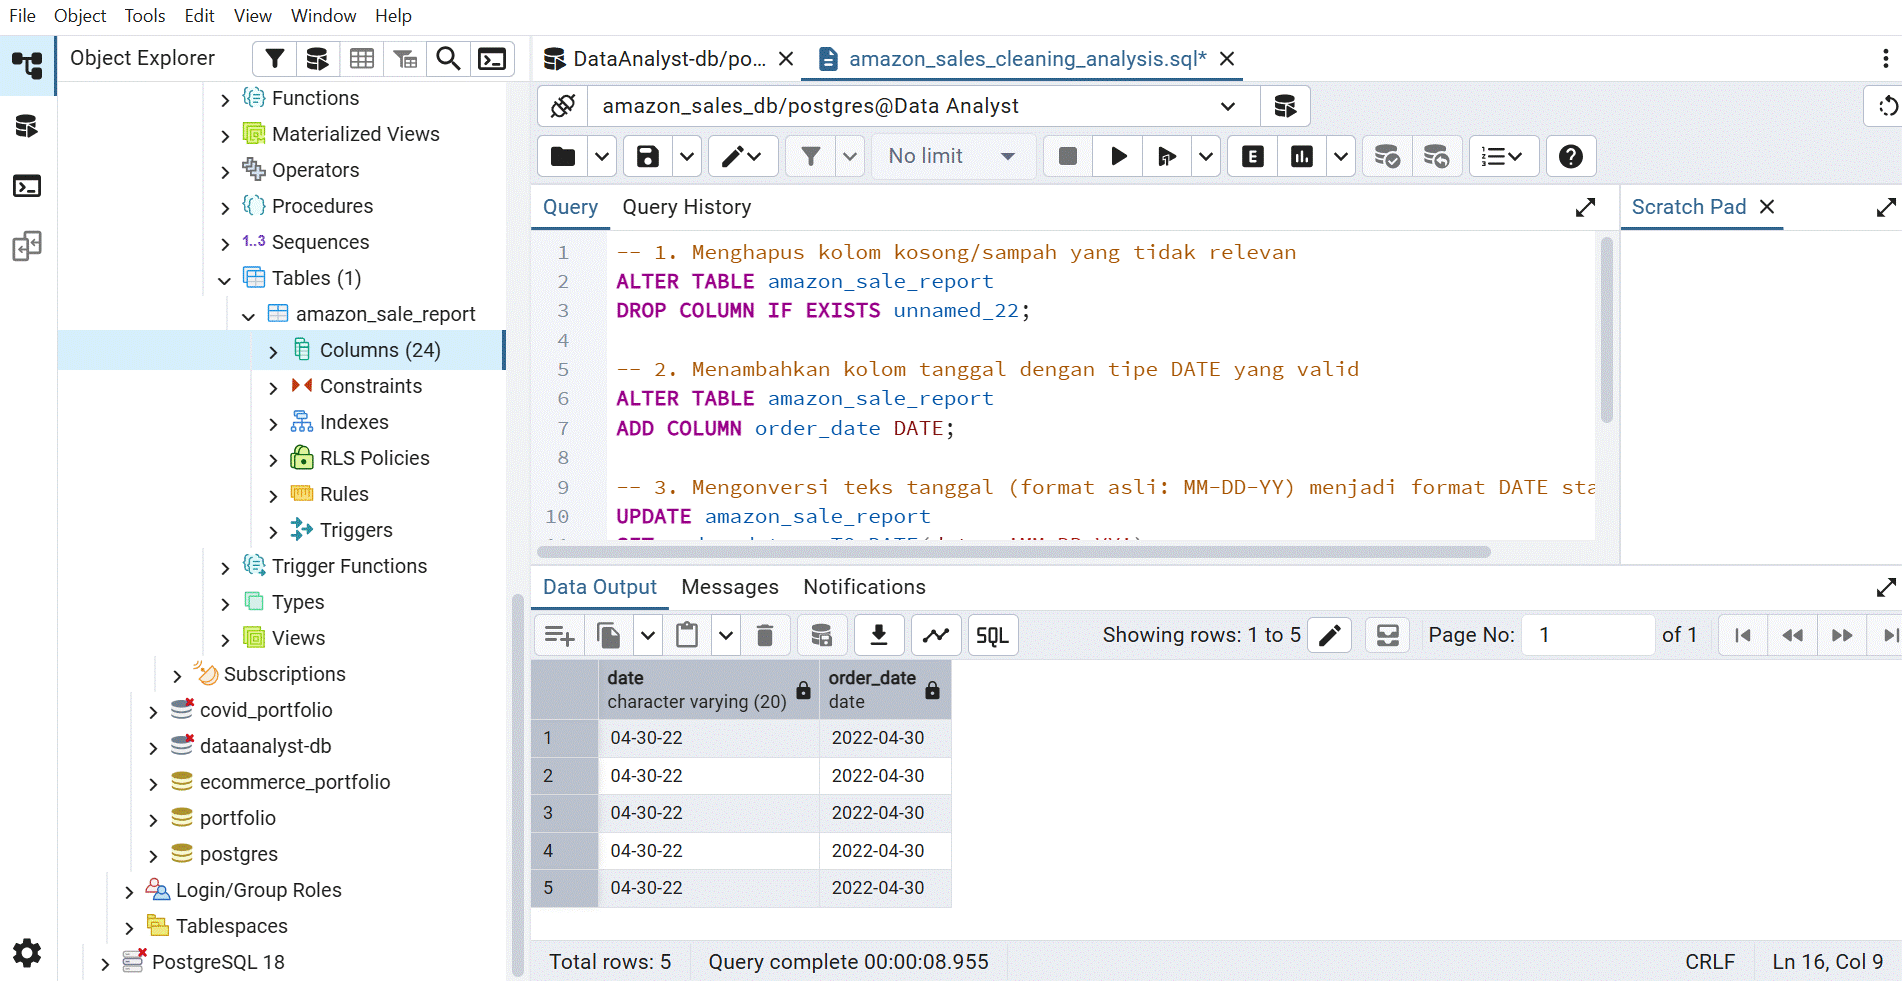 File Object Tools Edit View Window Help
Object Explorer
Functions
Materialized Views
Operators
Procedures
1..3 Sequences
Tables (1)
amazon_sale_report
Columns (24)
Constraints
Indexes
RLS Policies
Rules
Triggers
Trigger Functions
Types
Views
Subscriptions
covid_portfolio
dataanalyst-db
ecommerce_portfolio
portfolio
postgres
Login/Group Roles
Tablespaces
PostgreSQL 18
DataAnalyst-db/po... amazon_sales_cleaning_analysis.sql*
amazon_sales_db/postgres@Data Analyst
No limit E
Query Query History
1 -- 1. Menghapus kolom kosong/sampah yang tidak relevan
2 ALTER TABLE amazon_sale_report
3 DROP COLUMN IF EXISTS unnamed_22;
4
5 -- 2. Menambahkan kolom tanggal dengan tipe DATE yang valid
6 ALTER TABLE amazon_sale_report
7 ADD COLUMN order_date DATE;
8
9 -- 3. Mengonversi teks tanggal (format asli: MM-DD-YY) menjadi format DATE sta
10 UPDATE amazon_sale_report
Scratch Pad
Data Output Messages Notifications
SQL Showing rows: 1 to 5 Page No: 1 of 1
date order_date
character varying (20) date
1 04-30-22 2022-04-30
2 04-30-22 2022-04-30
3 04-30-22 2022-04-30
4 04-30-22 2022-04-30
5 04-30-22 2022-04-30
Total rows: 5 Query complete 00:00:08.955 CRLF Ln 16, Col 9